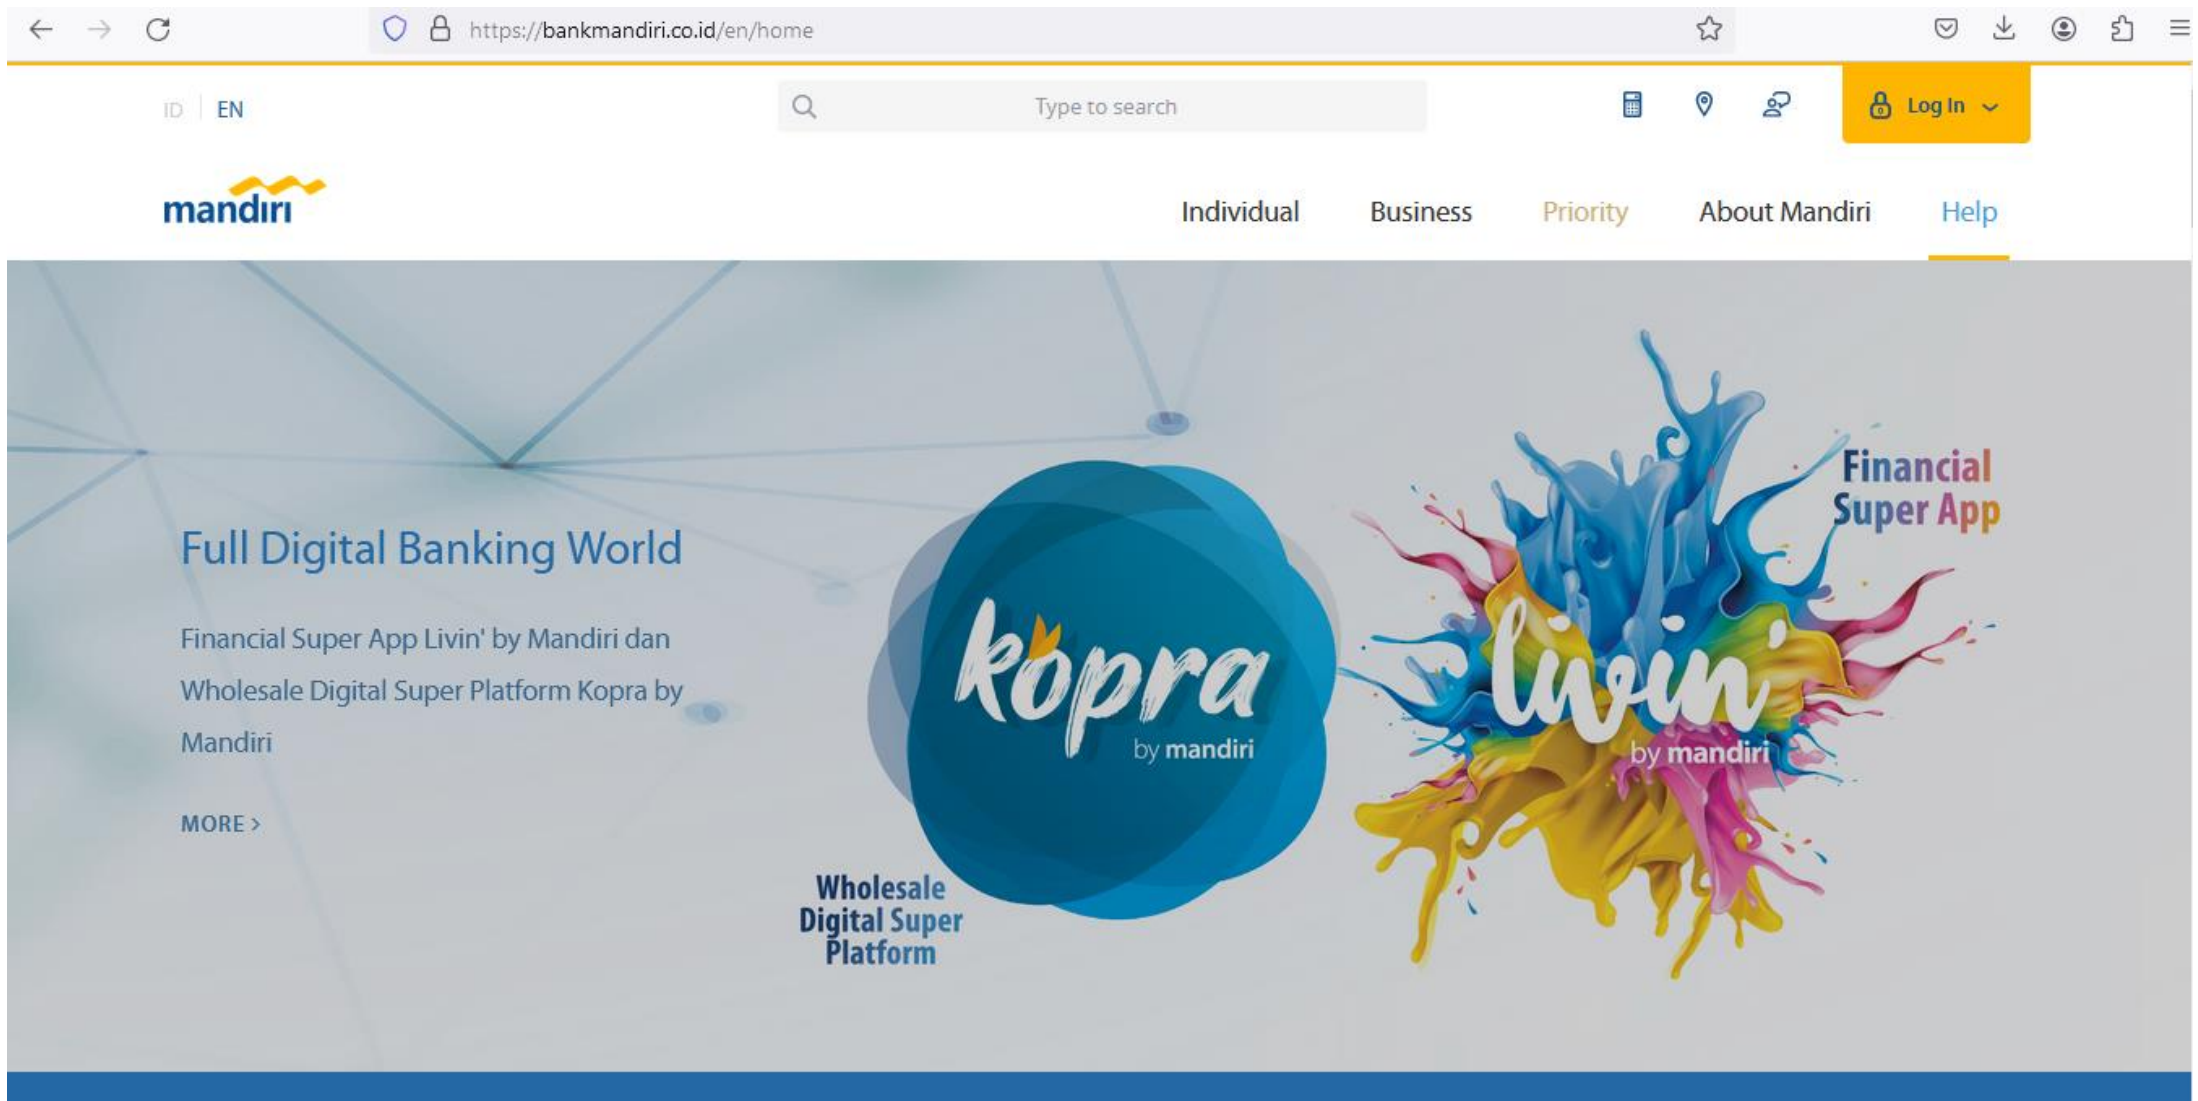 https://bankmandiri.co.id/en/home
ID EN
Type to search
Log In
mandiri
Individual Business Priority About Mandiri Help
Full Digital Banking World
Financial Super App Livin' by Mandiri dan
Wholesale Digital Super Platform Kopra by
Mandiri
MORE >
kopra
by mandiri
Wholesale
Digital Super
Platform
livin'
by mandiri
Financial
Super App